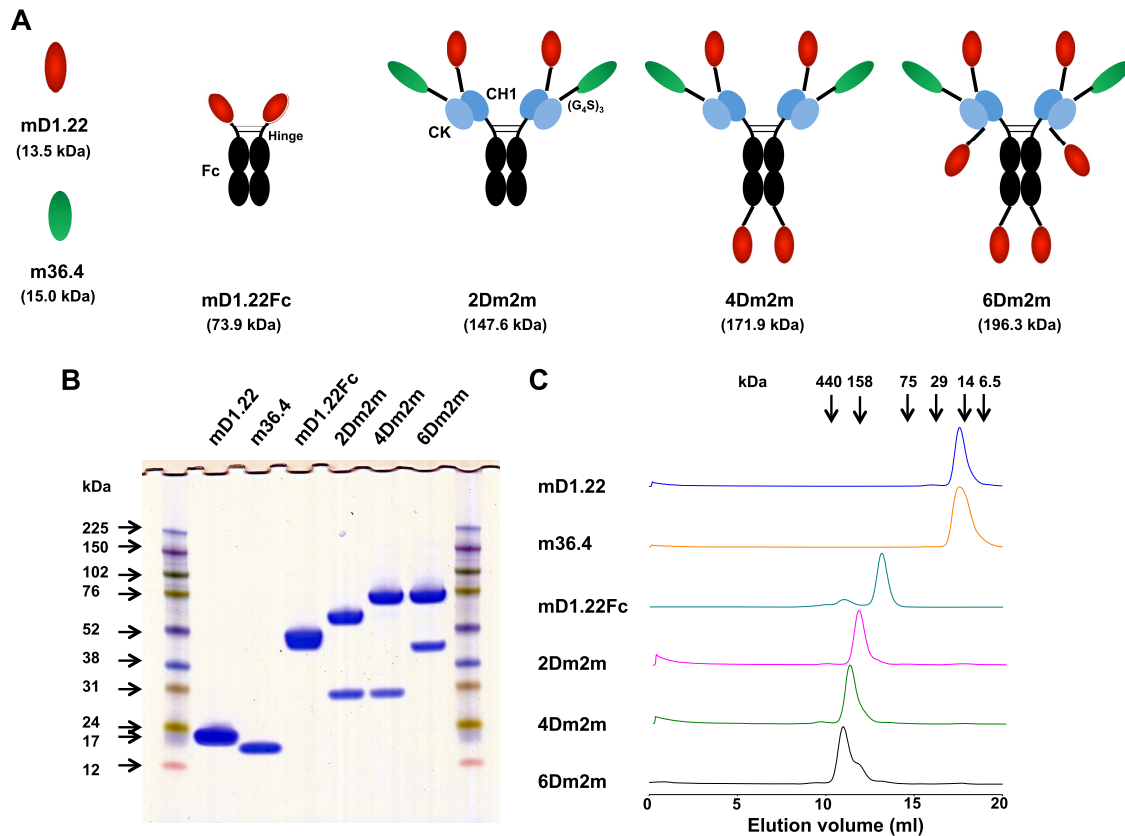 A
mD1.22
(13.5 kDa)
m36.4
(15.0 kDa)
Fc
Hinge
mD1.22Fc
(73.9 kDa)
CH1
CK
(G₄S)₃
2Dm2m
(147.6 kDa)
4Dm2m
(171.9 kDa)
6Dm2m
(196.3 kDa)
B
mD1.22
m36.4
mD1.22Fc
2Dm2m
4Dm2m
6Dm2m
kDa
225
150
102
76
52
38
31
24
17
12
C
kDa 440 158 75 29 14 6.5
mD1.22
m36.4
mD1.22Fc
2Dm2m
4Dm2m
6Dm2m
0 5 10 15 20
Elution volume (ml)